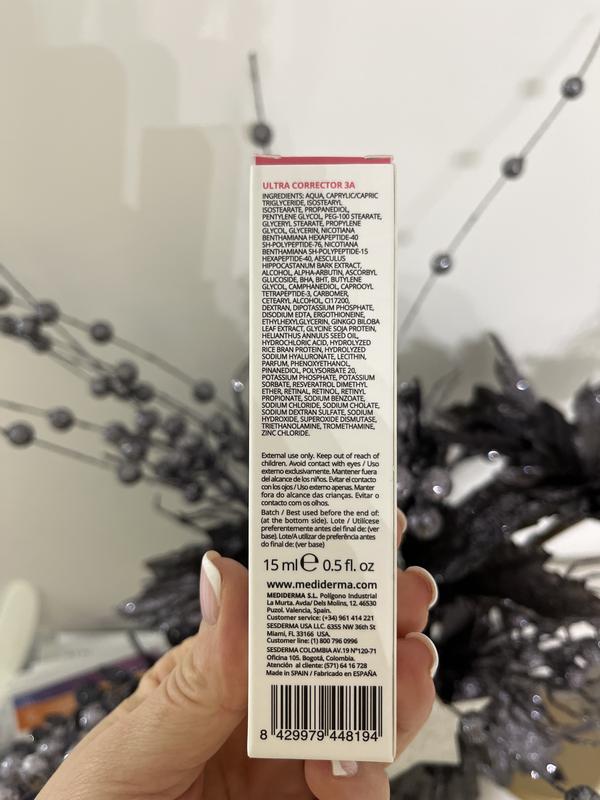 ULTRA CORRECTOR 3A
INGREDIENTS: AQUA, CAPRYLIC/CAPRIC
TRIGLYCERIDE, ISOSTEARYL
ISOSTEARATE, PROPANEDIOL,
PENTYLENE GLYCOL, PEG-100 STEARATE,
GLYCERYL STEARATE, PROPYLENE
GLYCOL, GLYCERIN, NICOTIANA
BENTHAMIANA HEXAPEPTIDE-40
SH-POLYPEPTIDE-76, NICOTIANA
BENTHAMIANA SH-POLYPEPTIDE-15
HEXAPEPTIDE-40, AESCULUS
HIPPOCASTANUM BARK EXTRACT,
ALCOHOL, ALPHA-ARBUTIN, ASCORBYL
GLUCOSIDE, BHA, BHT, BUTYLENE
GLYCOL, CAMPHANEDIOL, CAPROOYL
TETRAPEPTIDE-3, CARBOMER,
CETEARYL ALCOHOL, CI17200,
DEXTRAN, DIPOTASSIUM PHOSPHATE,
DISODIUM EDTA, ERGOTHIONEINE,
ETHYLHEXYLGLYCERIN, GINKGO BILOBA
LEAF EXTRACT, GLYCINE SOJA PROTEIN,
HELIANTHUS ANNUUS SEED OIL,
HYDROCHLORIC ACID, HYDROLYZED
RICE BRAN PROTEIN, HYDROLYZED
SODIUM HYALURONATE, LECITHIN,
PARFUM, PHENOXYETHANOL,
PINANEDIOL, POLYSORBATE 20,
POTASSIUM PHOSPHATE, POTASSIUM
SORBATE, RESVERATROL DIMETHYL
ETHER, RETINAL, RETINOL, RETINYL
PROPIONATE, SODIUM BENZOATE,
SODIUM CHLORIDE, SODIUM CHOLATE,
SODIUM DEXTRAN SULFATE, SODIUM
HYDROXIDE, SUPEROXIDE DISMUTASE,
TRIETHANOLAMINE, TROMETHAMINE,
ZINC CHLORIDE.
External use only. Keep out of reach of
children. Avoid contact with eyes / Uso
externo exclusivamente. Mantener fuera
del alcance de los niños. Evitar el contacto
con los ojos / Uso externo apenas. Manter
fora do alcance das crianças. Evitar o
contacto com os olhos.
Batch / Best used before the end of:
(at the bottom side). Lote / Utilícese
preferentemente antes del final de: (ver
base). Lote/A utilizar de preferência antes
do final de: (ver base)
15 ml ℮ 0.5 fl. oz
www.mediderma.com
MEDIDERMA S.L. Polígono Industrial
La Murta. Avda/ Dels Molins, 12. 46530
Puzol. Valencia, Spain.
Customer service: (+34) 961 414 221
SESDERMA USA LLC. 6355 NW 36th St
Miami, FL 33166 USA.
Customer line: (1) 800 796 0996
SESDERMA COLOMBIA AV.19 Nº120-71
Oficina 105. Bogotá, Colombia.
Atención al cliente: (571) 64 16 728
Made in SPAIN / Fabricado en ESPAÑA
8 429979 448194